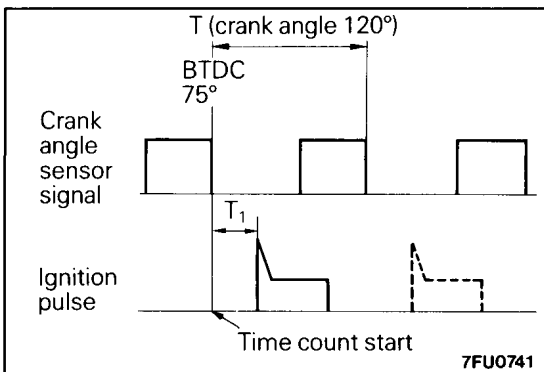 T (crank angle 120°)
BTDC
75°
Crank
angle
sensor
signal
T₁
Ignition
pulse
Time count start
7FU0741